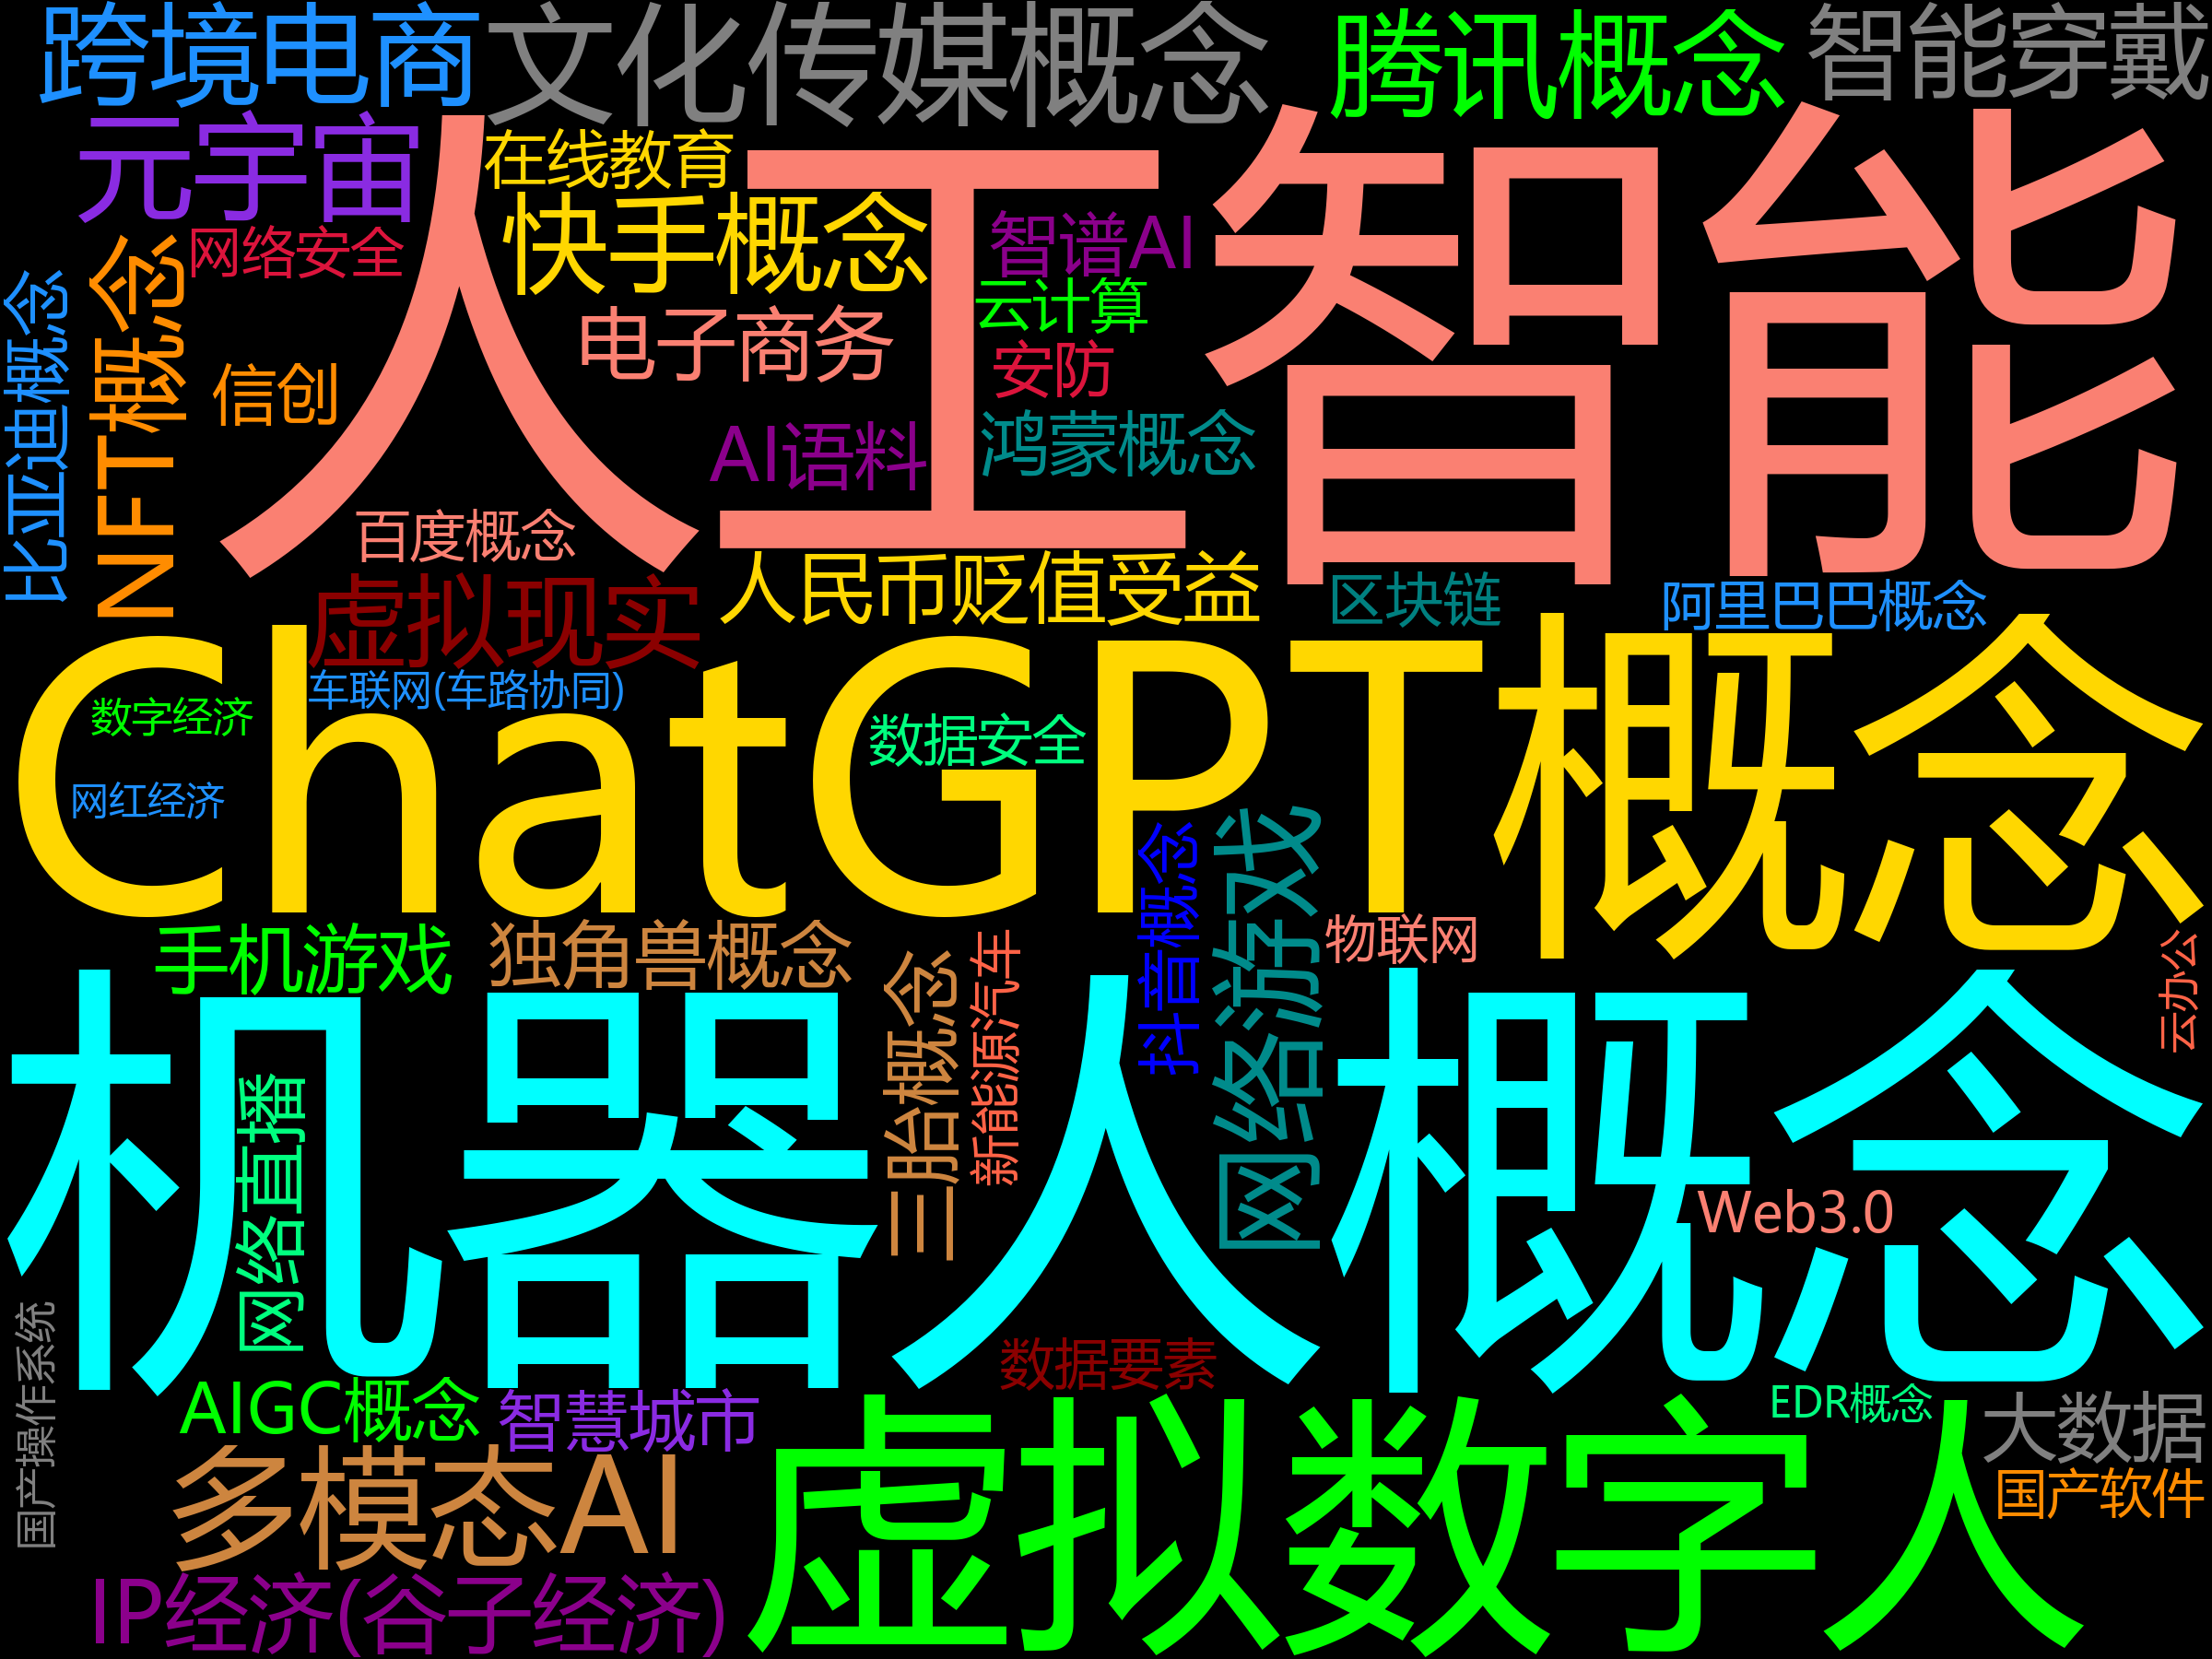 跨境电商
文化传媒概念
腾讯概念
智能穿戴
元宇宙
在线教育
人工智能
快手概念
智谱AI
网络安全
NFT概念
比亚迪概念
云计算
电子商务
安防
信创
AI语料
鸿蒙概念
百度概念
人民币贬值受益
虚拟现实
区块链
阿里巴巴概念
ChatGPT概念
车联网(车路协同)
数字经济
数据安全
网红经济
网络游戏
抖音概念
手机游戏
独角兽概念
物联网
三胎概念
新能源汽车
云办公
机器人概念
网络直播
Web3.0
国产操作系统
数据要素
AIGC概念
智慧城市
EDR概念
大数据
多模态AI
虚拟数字人
国产软件
IP经济(谷子经济)